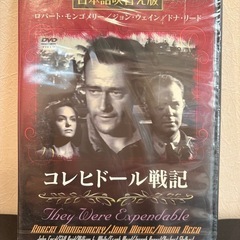 日本語吹替え版
DVD
ロバート・モンゴメリー／ジョン・ウェイン／ドナ・リード
コレヒドール戦記
They Were Expendable
ROBERT MONTGOMERY/JOHN WAYNE/DONNA REED